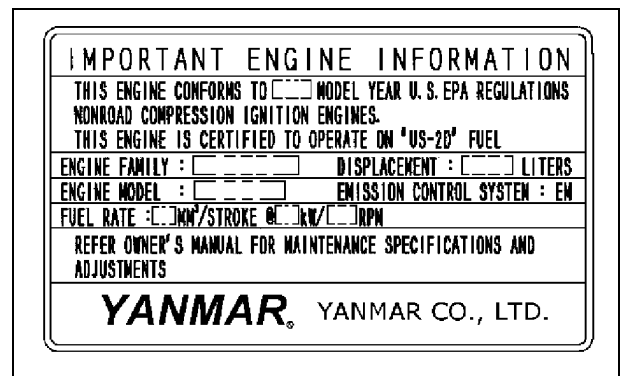 IMPORTANT ENGINE INFORMATION
THIS ENGINE CONFORMS TO MODEL YEAR U.S. EPA REGULATIONS
NONROAD COMPRESSION IGNITION ENGINES.
THIS ENGINE IS CERTIFIED TO OPERATE ON "US-2D" FUEL
ENGINE FAMILY : DISPLACEMENT : LITERS
ENGINE MODEL : EMISSION CONTROL SYSTEM : EM
FUEL RATE : MM³/STROKE @ kW/ RPM
REFER OWNER'S MANUAL FOR MAINTENANCE SPECIFICATIONS AND
ADJUSTMENTS
YANMAR® YANMAR CO., LTD.